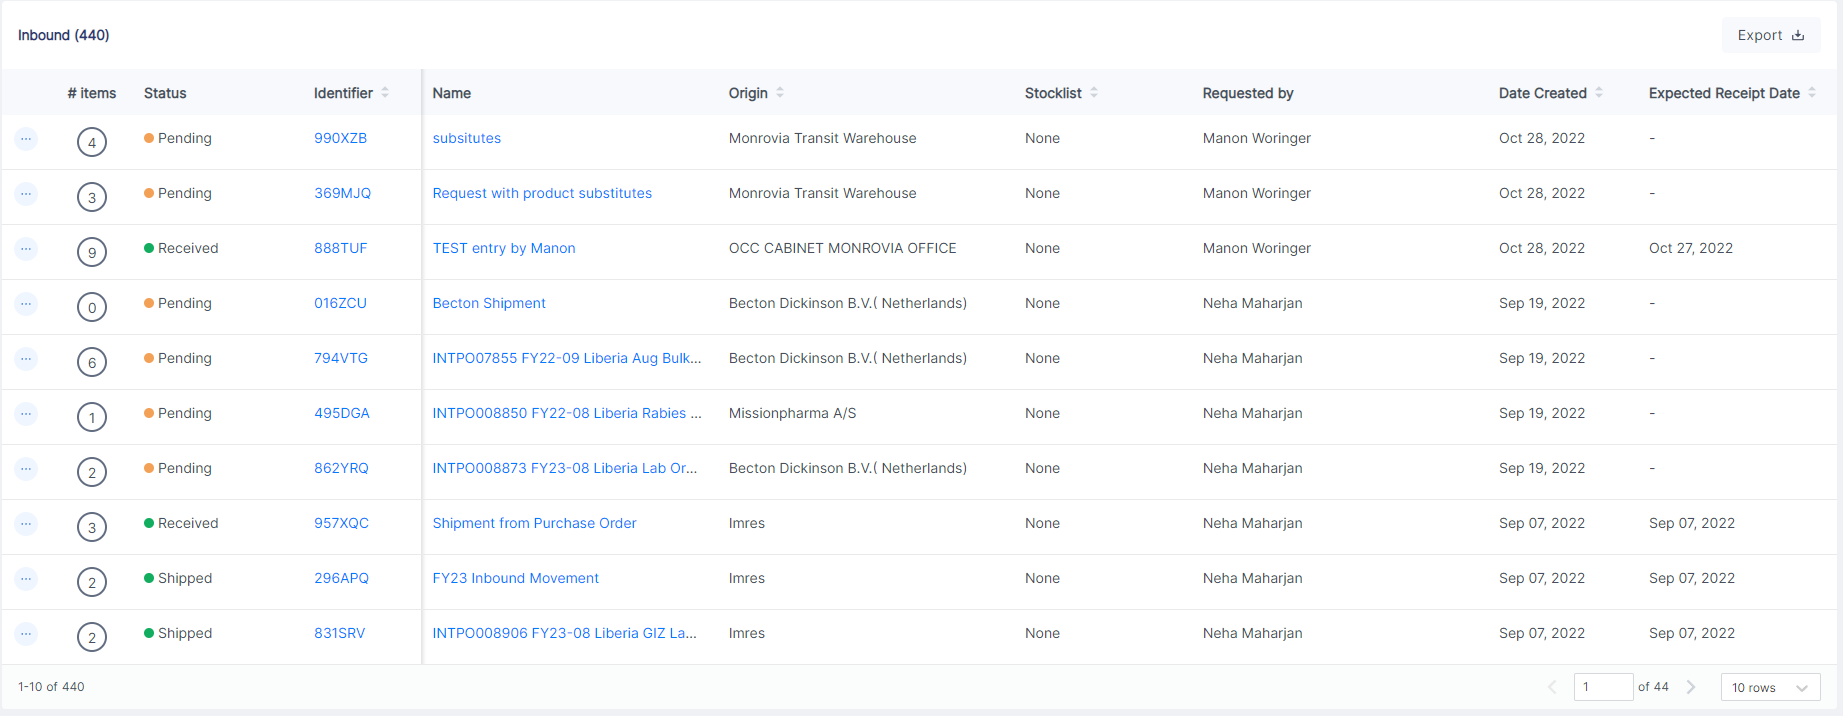 Inbound (440) Export
# items Status Identifier Name Origin Stocklist Requested by Date Created Expected Receipt Date
... 4 Pending 990XZB subsitutes Monrovia Transit Warehouse None Manon Woringer Oct 28, 2022 -
... 3 Pending 369MJQ Request with product substitutes Monrovia Transit Warehouse None Manon Woringer Oct 28, 2022 -
... 9 Received 888TUF TEST entry by Manon OCC CABINET MONROVIA OFFICE None Manon Woringer Oct 28, 2022 Oct 27, 2022
... 0 Pending 016ZCU Becton Shipment Becton Dickinson B.V.( Netherlands) None Neha Maharjan Sep 19, 2022 -
... 6 Pending 794VTG INTPO07855 FY22-09 Liberia Aug Bulk... Becton Dickinson B.V.( Netherlands) None Neha Maharjan Sep 19, 2022 -
... 1 Pending 495DGA INTPO008850 FY22-08 Liberia Rabies ... Missionpharma A/S None Neha Maharjan Sep 19, 2022 -
... 2 Pending 862YRQ INTPO008873 FY23-08 Liberia Lab Or... Becton Dickinson B.V.( Netherlands) None Neha Maharjan Sep 19, 2022 -
... 3 Received 957XQC Shipment from Purchase Order Imres None Neha Maharjan Sep 07, 2022 Sep 07, 2022
... 2 Shipped 296APQ FY23 Inbound Movement Imres None Neha Maharjan Sep 07, 2022 Sep 07, 2022
... 2 Shipped 831SRV INTPO008906 FY23-08 Liberia GIZ La... Imres None Neha Maharjan Sep 07, 2022 Sep 07, 2022
1-10 of 440 1 of 44 10 rows